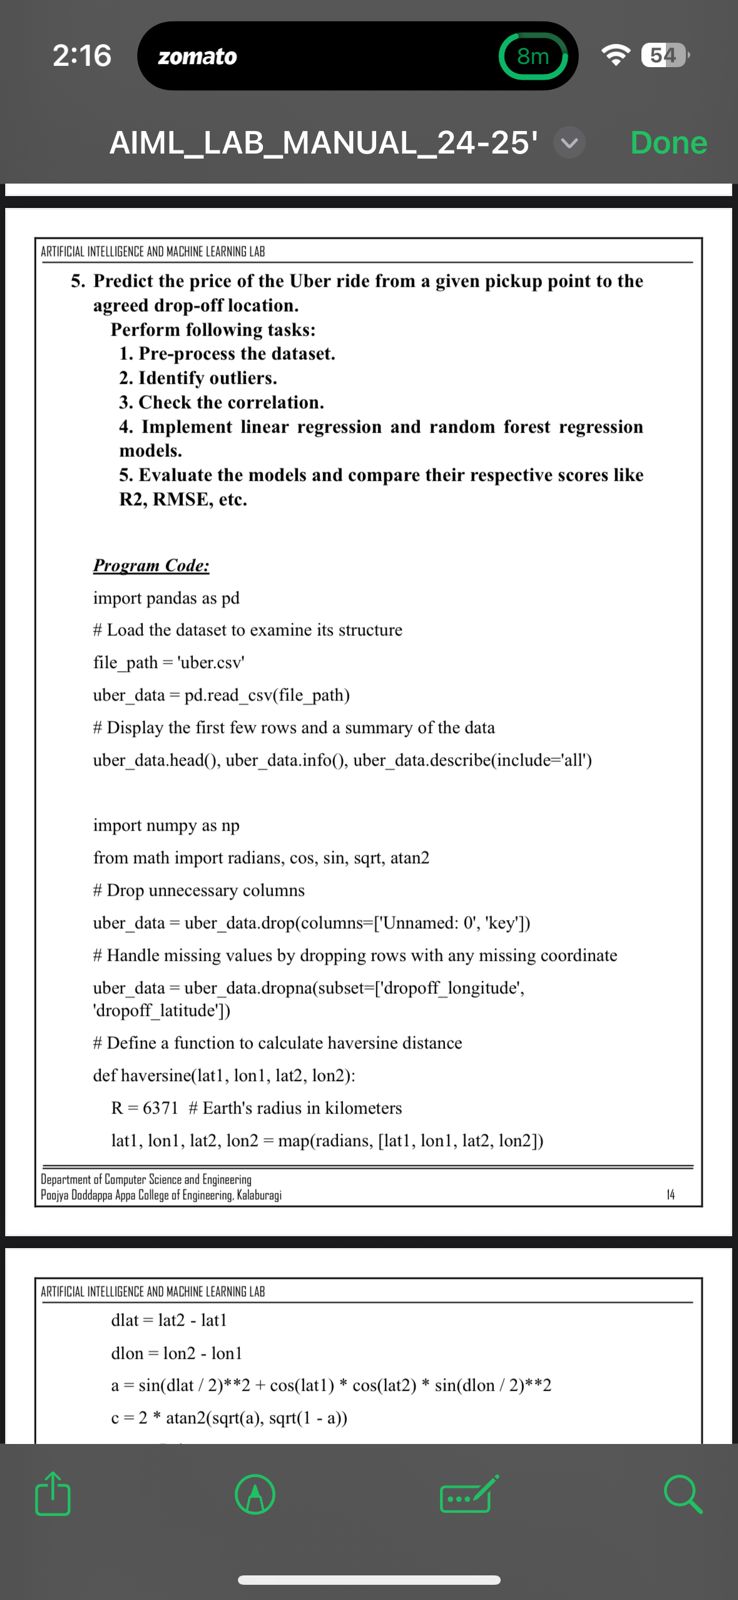 2:16
zomato
8m
54
AIML_LAB_MANUAL_24-25'
Done
ARTIFICIAL INTELLIGENCE AND MACHINE LEARNING LAB
5. Predict the price of the Uber ride from a given pickup point to the
agreed drop-off location.
Perform following tasks:
1. Pre-process the dataset.
2. Identify outliers.
3. Check the correlation.
4. Implement linear regression and random forest regression
models.
5. Evaluate the models and compare their respective scores like
R2, RMSE, etc.
Program Code:
import pandas as pd
# Load the dataset to examine its structure
file_path = 'uber.csv'
uber_data = pd.read_csv(file_path)
# Display the first few rows and a summary of the data
uber_data.head(), uber_data.info(), uber_data.describe(include='all')
import numpy as np
from math import radians, cos, sin, sqrt, atan2
# Drop unnecessary columns
uber_data = uber_data.drop(columns=['Unnamed: 0', 'key'])
# Handle missing values by dropping rows with any missing coordinate
uber_data = uber_data.dropna(subset=['dropoff_longitude',
'dropoff_latitude'])
# Define a function to calculate haversine distance
def haversine(lat1, lon1, lat2, lon2):
R = 6371 # Earth's radius in kilometers
lat1, lon1, lat2, lon2 = map(radians, [lat1, lon1, lat2, lon2])
Department of Computer Science and Engineering
Poojya Doddappa Appa College of Engineering, Kalaburagi
14
ARTIFICIAL INTELLIGENCE AND MACHINE LEARNING LAB
dlat = lat2 - lat1
dlon = lon2 - lon1
a = sin(dlat / 2)**2 + cos(lat1) * cos(lat2) * sin(dlon / 2)**2
c = 2 * atan2(sqrt(a), sqrt(1 - a))